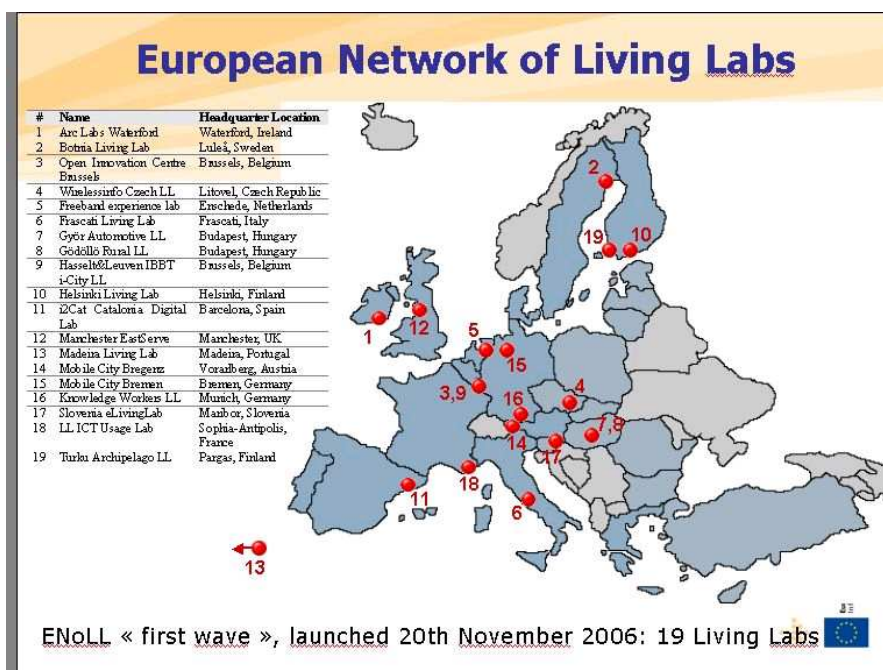 European Network of Living Labs
# Name Headquarter Location
1 Arc Labs Waterford Waterford, Ireland
2 Botnia Living Lab Luleå, Sweden
3 Open Innovation Centre Brussels, Belgium
Brussels
4 Wirelessinfo Czech LL Litovel, Czech Republic
5 Freeband experience lab Enschede, Netherlands
6 Frascati Living Lab Frascati, Italy
7 Györ Automotive LL Budapest, Hungary
8 Gödöllö Rural LL Budapest, Hungary
9 Hasselt&Leuven IBBT Brussels, Belgium
i-City LL
10 Helsinki Living Lab Helsinki, Finland
11 i2Cat Catalonia Digital Barcelona, Spain
Lab
12 Manchester EastServe Manchester, UK
13 Madeira Living Lab Madeira, Portugal
14 Mobile City Bregenz Vorarlberg, Austria
15 Mobile City Bremen Bremen, Germany
16 Knowledge Workers LL Munich, Germany
17 Slovenia eLivingLab Maribor, Slovenia
18 LL ICT Usage Lab Sophia-Antipolis,
France
19 Turku Archipelago LL Pargas, Finland
2
19 10
1 12
5 15
3,9
16 4
14 17 7,8
18
11
6
13
ENoLL « first wave », launched 20th November 2006: 19 Living Labs